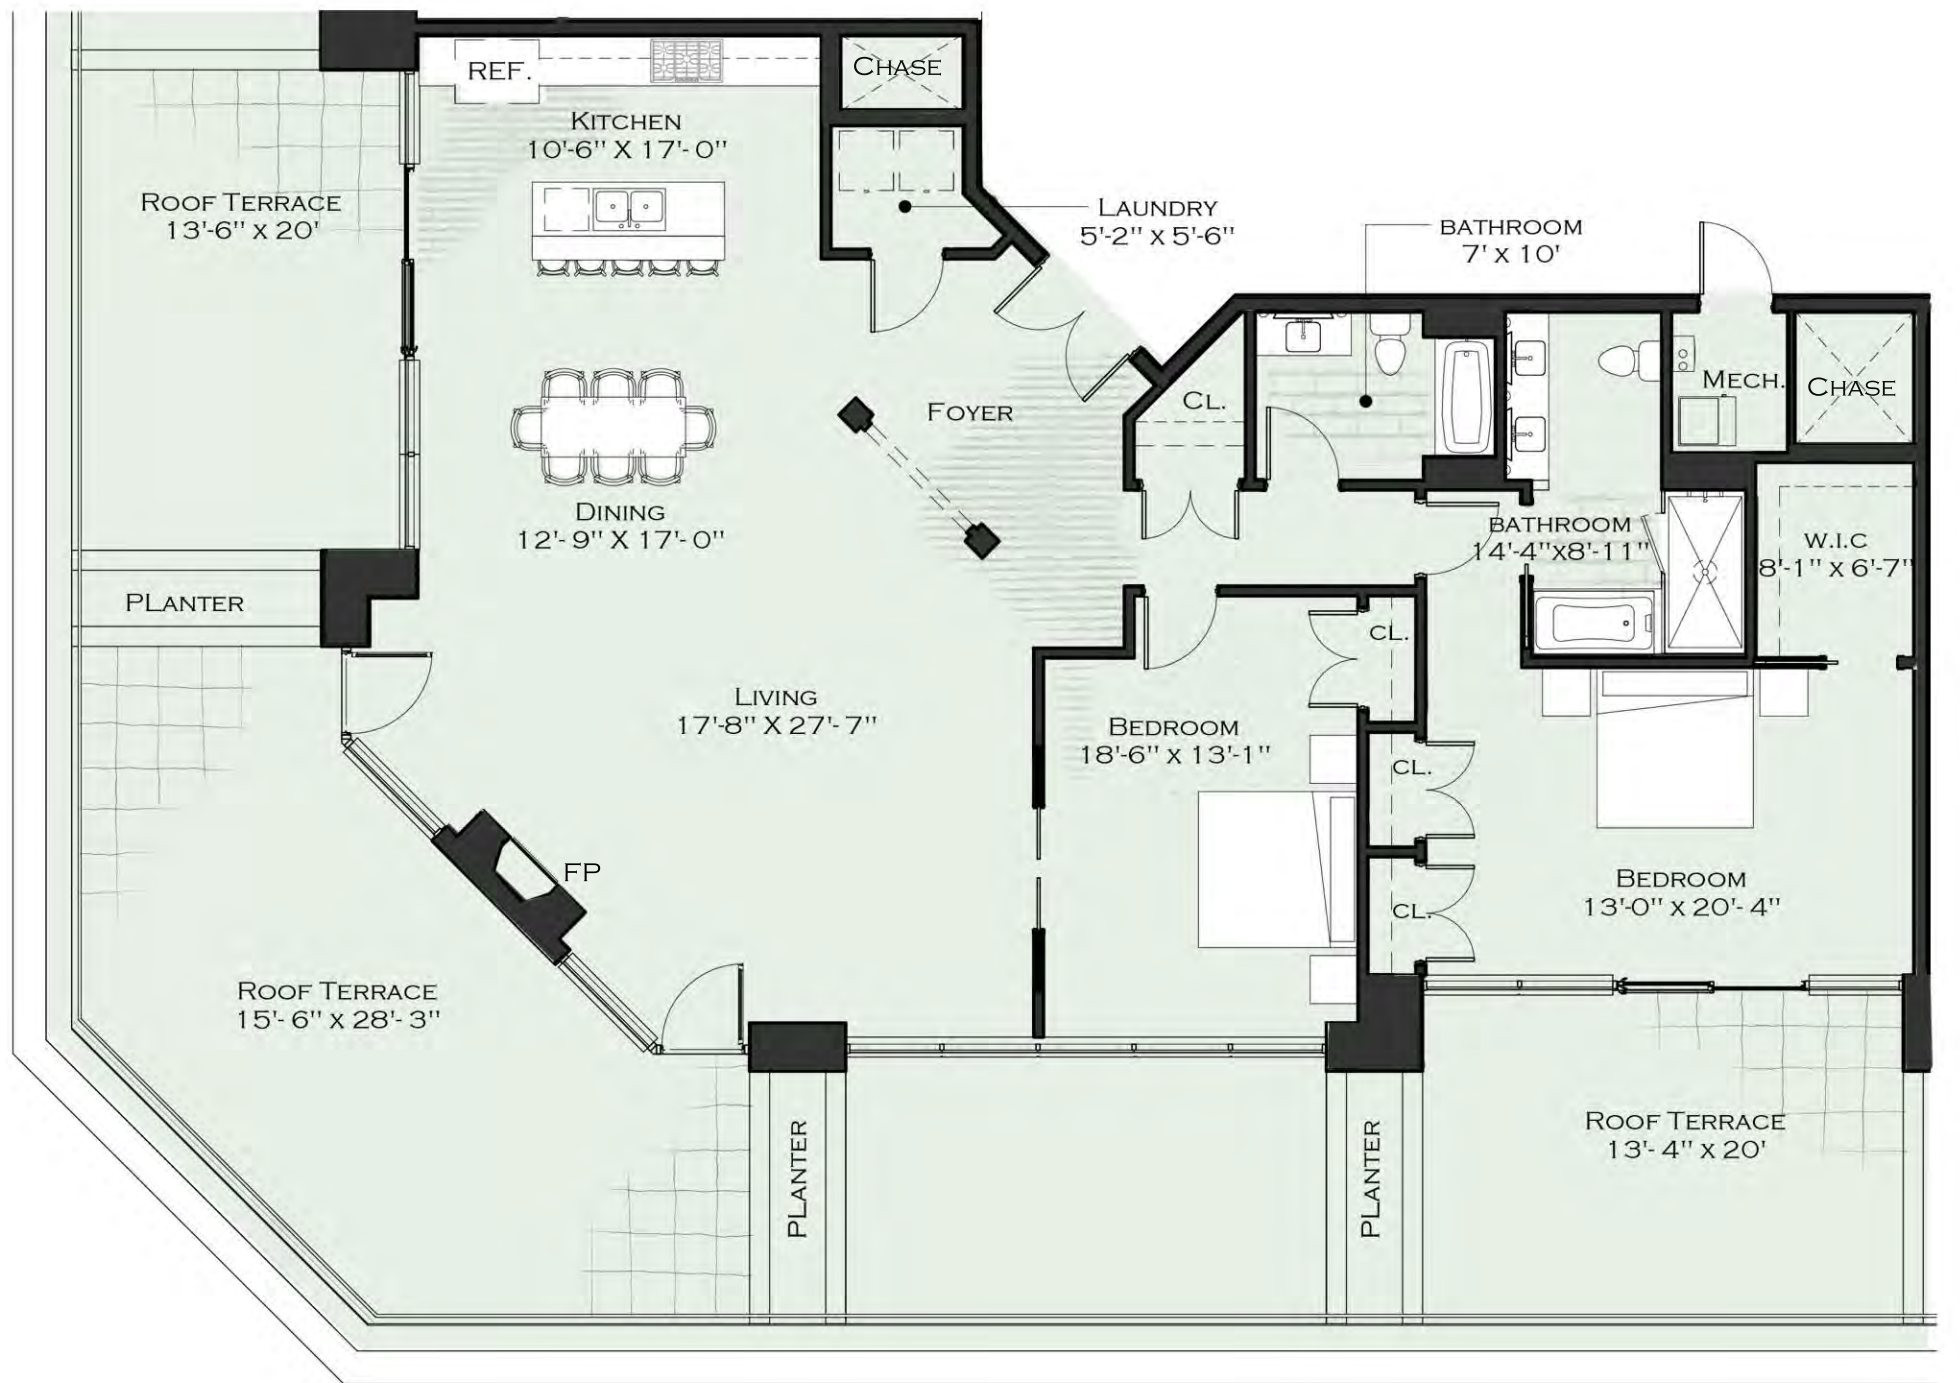 REF.
CHASE
KITCHEN
10'-6" X 17'-0"
ROOF TERRACE
13'-6" X 20'
LAUNDRY
5'-2" X 5'-6"
BATHROOM
7' X 10'
MECH.
CHASE
CL.
FOYER
DINING
12'-9" X 17'-0"
BATHROOM
14'-4"X8'-11"
W.I.C
8'-1" X 6'-7"
PLANTER
CL.
LIVING
17'-8" X 27'-7"
BEDROOM
18'-6" X 13'-1"
CL.
FP
BEDROOM
13'-0" X 20'-4"
CL.
ROOF TERRACE
15'-6" X 28'-3"
ROOF TERRACE
13'-4" X 20'
PLANTER
PLANTER